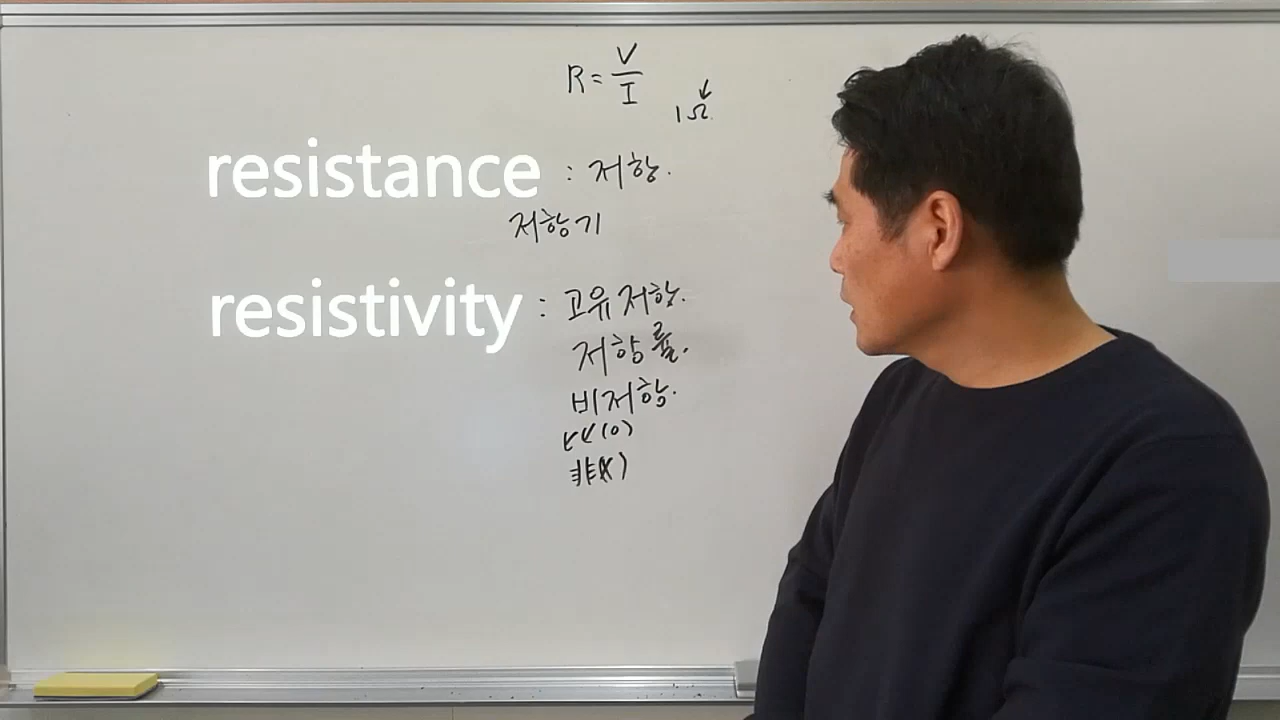 R = V/I
1Ω
resistance : 저항.
저항기
resistivity : 고유저항.
저항률.
비저항.
比(O)
非(X)